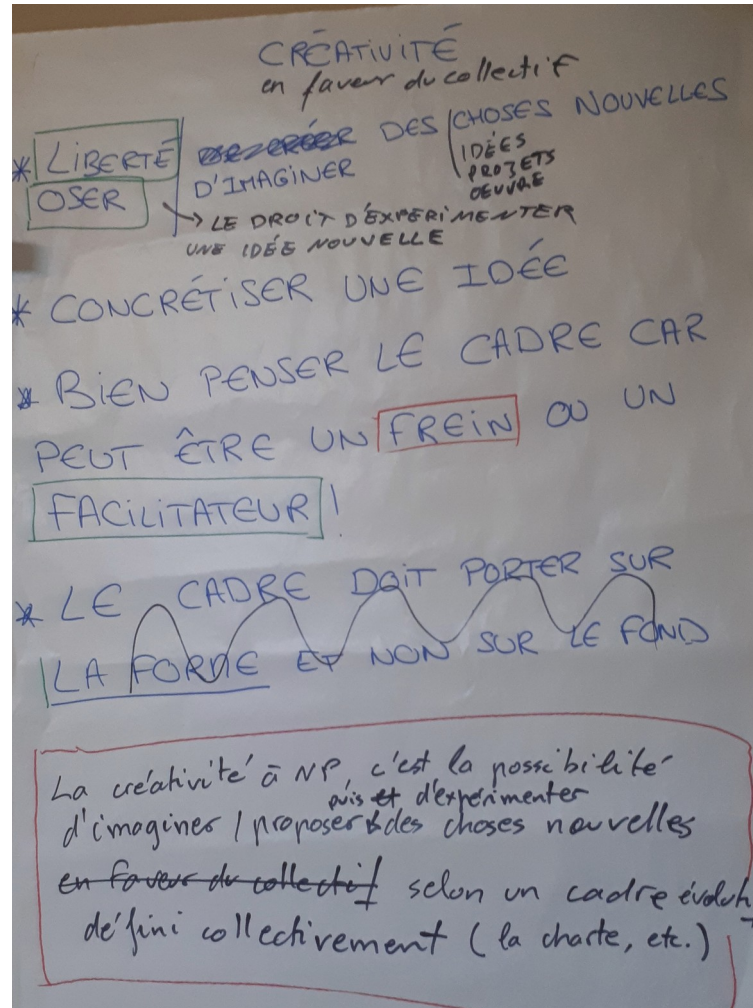 CRÉATIVITÉ
en faveur du collectif
* LIBERTÉ DE CRÉER DES CHOSES NOUVELLES
OSER D'IMAGINER
IDÉES
PROJETS
OEUVRE
→ LE DROIT D'EXPÉRIMENTER
UNE IDÉE NOUVELLE
* CONCRÉTISER UNE IDÉE
* BIEN PENSER LE CADRE CAR
PEUT ÊTRE UN FREIN OU UN
FACILITATEUR !
* LE CADRE DOIT PORTER SUR
LA FORME ET NON SUR LE FOND
La créativité à NP, c'est la possibilité
puis et d'expérimenter
d'imaginer / proposer des choses nouvelles
en faveur du collectif selon un cadre évolutif
défini collectivement (la charte, etc.)